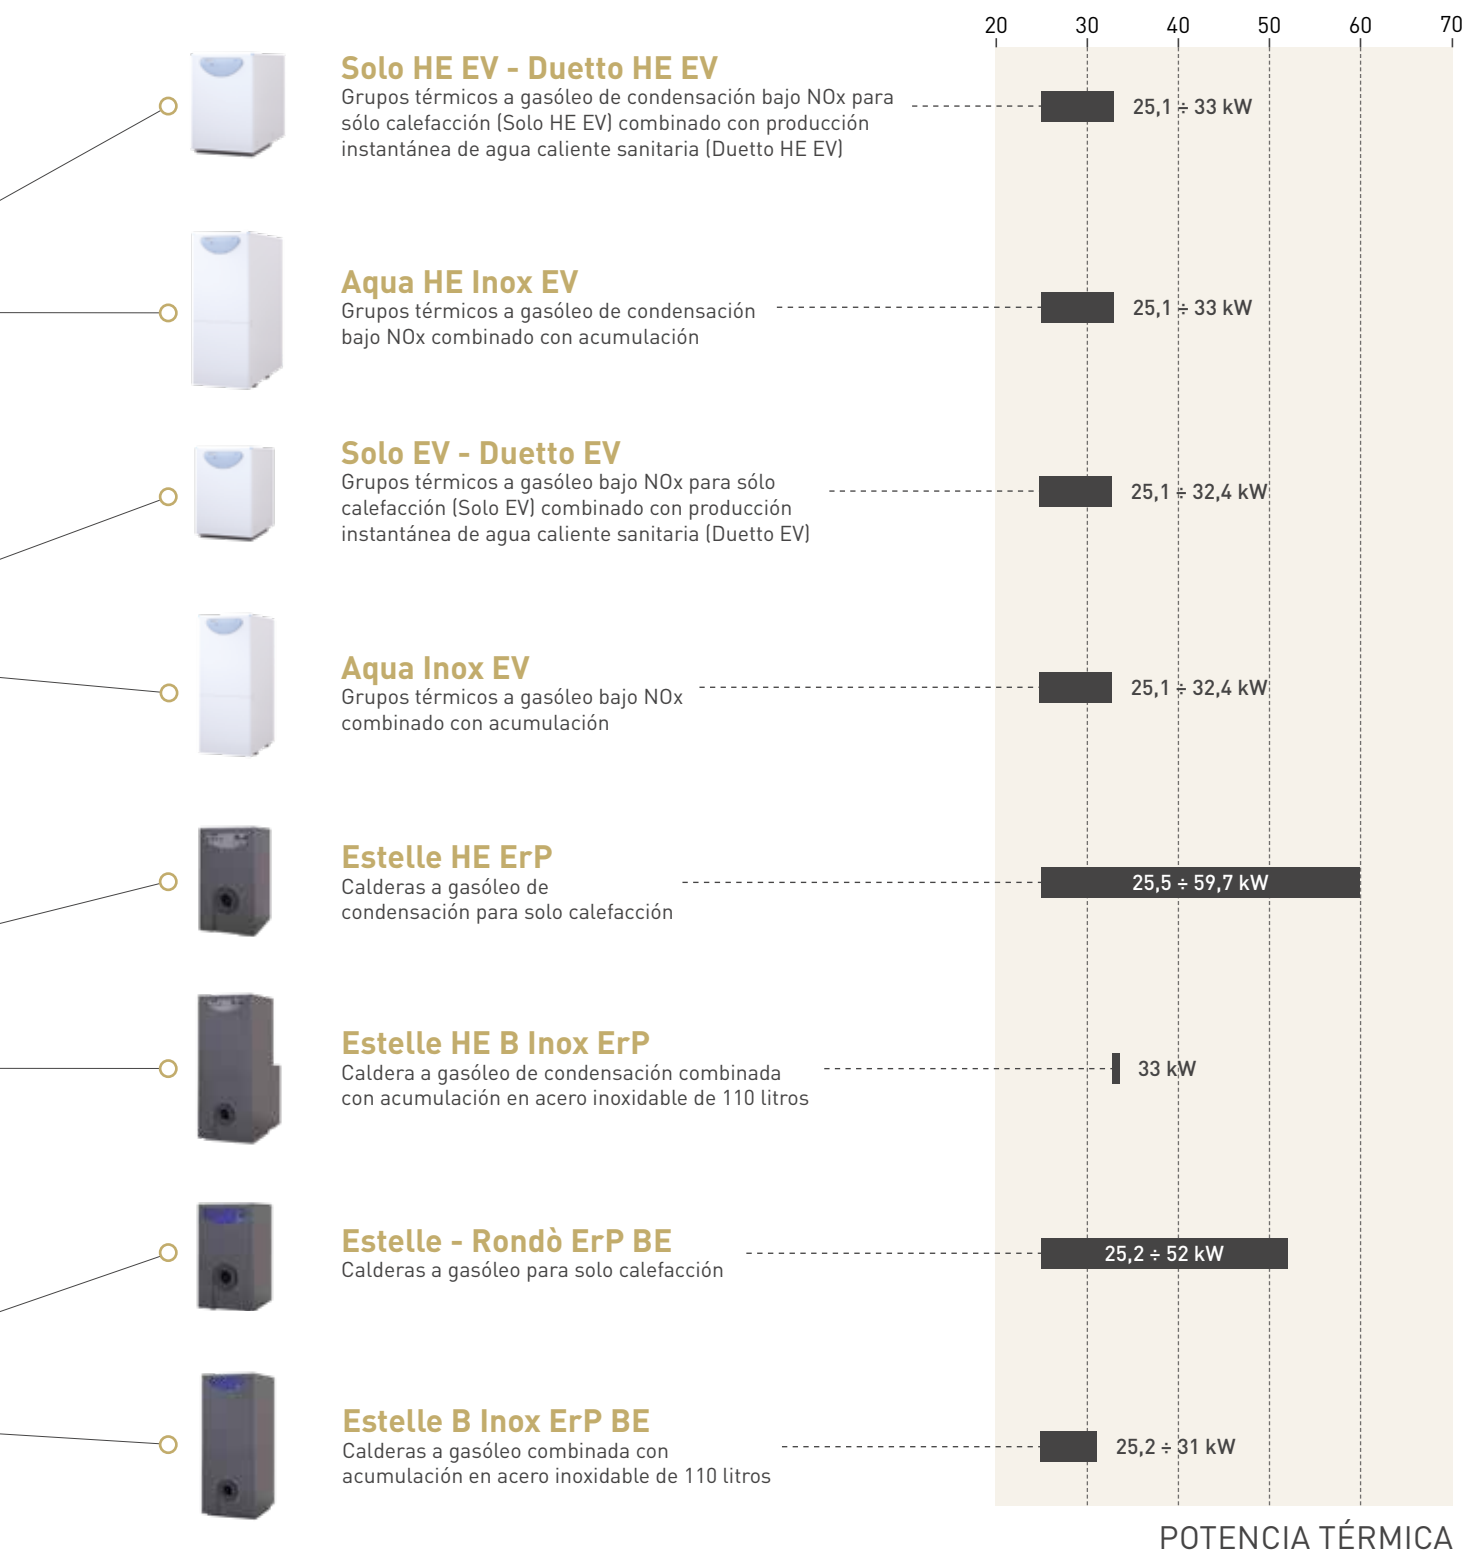 20 30 40 50 60 70
Solo HE EV - Duetto HE EV
Grupos térmicos a gasóleo de condensación bajo NOx para
sólo calefacción (Solo HE EV) combinado con producción
instantánea de agua caliente sanitaria (Duetto HE EV)
25,1 ÷ 33 kW
Aqua HE Inox EV
Grupos térmicos a gasóleo de condensación
bajo NOx combinado con acumulación
25,1 ÷ 33 kW
Solo EV - Duetto EV
Grupos térmicos a gasóleo bajo NOx para sólo
calefacción (Solo EV) combinado con producción
instantánea de agua caliente sanitaria (Duetto EV)
25,1 ÷ 32,4 kW
Aqua Inox EV
Grupos térmicos a gasóleo bajo NOx
combinado con acumulación
25,1 ÷ 32,4 kW
Estelle HE ErP
Calderas a gasóleo de
condensación para solo calefacción
25,5 ÷ 59,7 kW
Estelle HE B Inox ErP
Caldera a gasóleo de condensación combinada
con acumulación en acero inoxidable de 110 litros
33 kW
Estelle - Rondò ErP BE
Calderas a gasóleo para solo calefacción
25,2 ÷ 52 kW
Estelle B Inox ErP BE
Calderas a gasóleo combinada con
acumulación en acero inoxidable de 110 litros
25,2 ÷ 31 kW
POTENCIA TÉRMICA